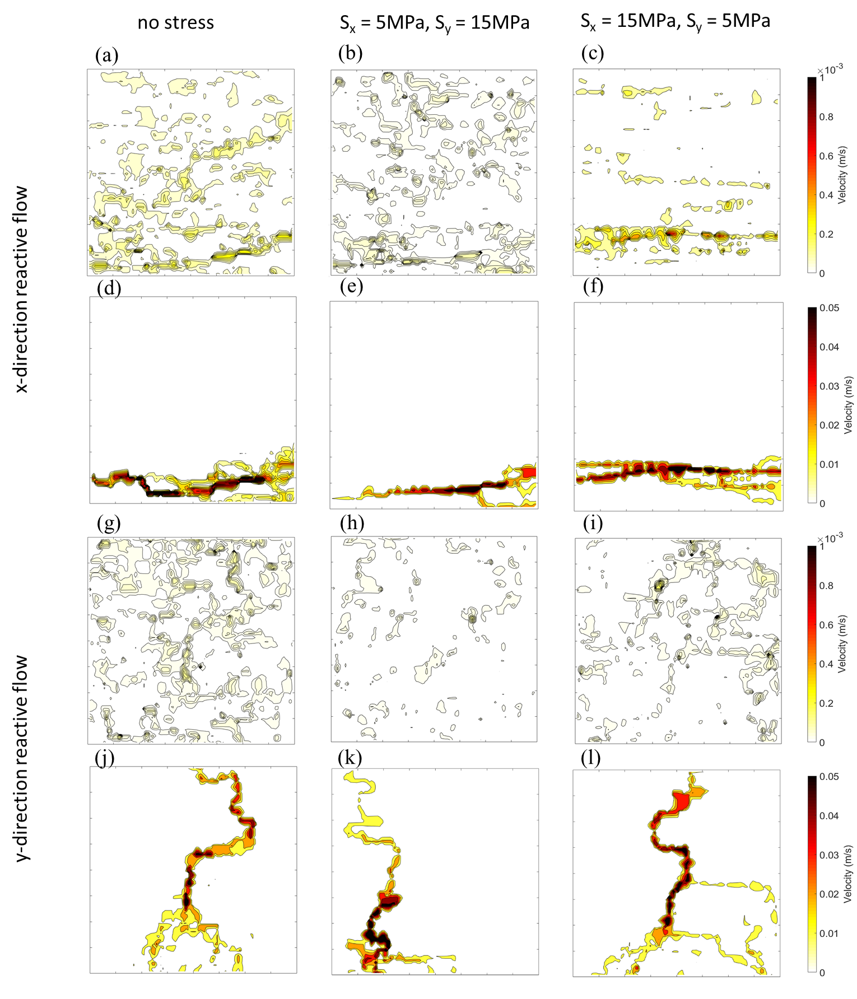 no stress
Sx = 5MPa, Sy = 15MPa
Sx = 15MPa, Sy = 5MPa
(a)
(b)
(c)
×10-3
1
0.8
0.6
0.4
0.2
0
Velocity (m/s)
x-direction reactive flow
(d)
(e)
(f)
0.05
0.04
0.03
0.02
0.01
0
Velocity (m/s)
(g)
(h)
(i)
×10-3
1
0.8
0.6
0.4
0.2
0
Velocity (m/s)
y-direction reactive flow
(j)
(k)
(l)
0.05
0.04
0.03
0.02
0.01
0
Velocity (m/s)